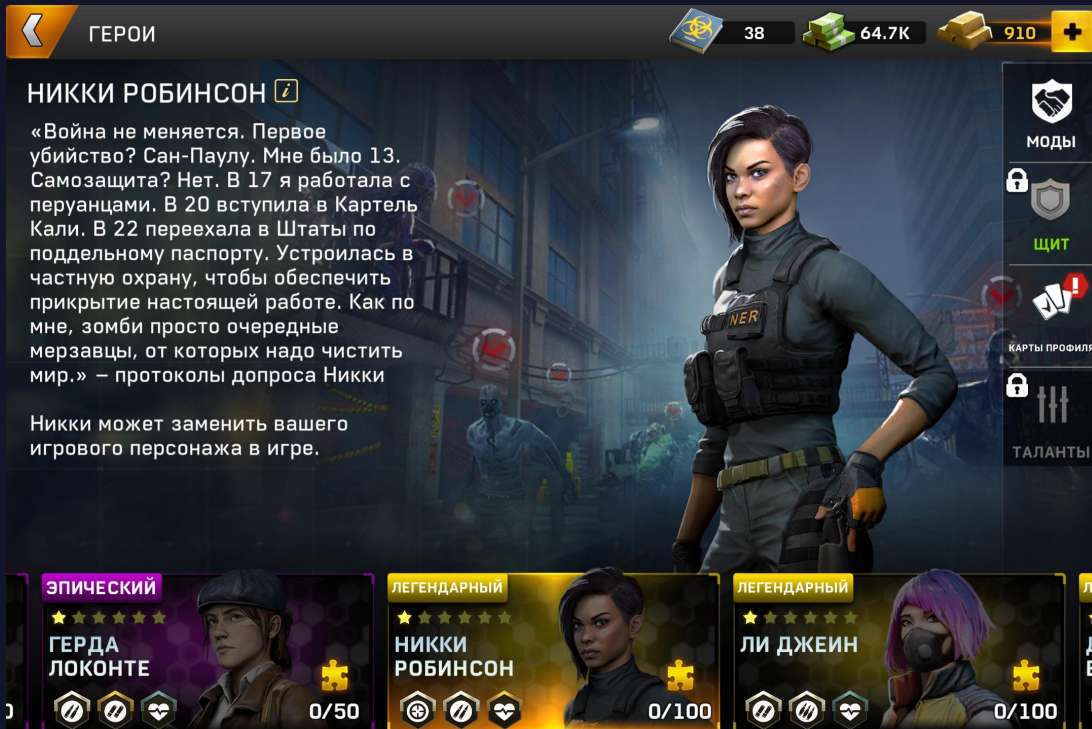 ГЕРОИ
38
64.7K
910
НИККИ РОБИНСОН i
«Война не меняется. Первое
убийство? Сан-Паулу. Мне было 13.
Самозащита? Нет. В 17 я работала с
перуанцами. В 20 вступила в Картель
Кали. В 22 переехала в Штаты по
поддельному паспорту. Устроилась в
частную охрану, чтобы обеспечить
прикрытие настоящей работе. Как по
мне, зомби просто очередные
мерзавцы, от которых надо чистить
мир.» – протоколы допроса Никки
Никки может заменить вашего
игрового персонажа в игре.
NER
МОДЫ
ЩИТ
КАРТЫ ПРОФИЛЯ
ТАЛАНТЫ
ЭПИЧЕСКИЙ
ГЕРДА
ЛОКОНТЕ
0/50
ЛЕГЕНДАРНЫЙ
НИККИ
РОБИНСОН
0/100
ЛЕГЕНДАРНЫЙ
ЛИ ДЖЕИН
0/100